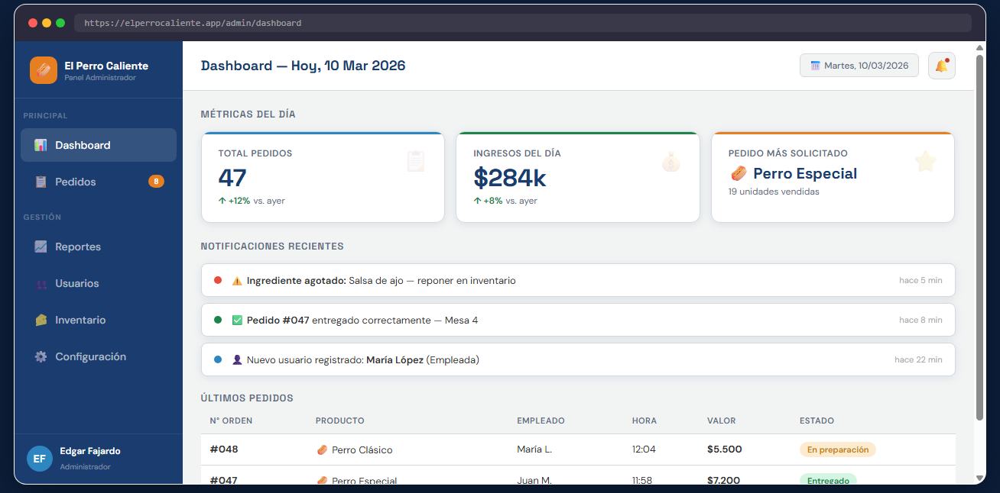 https://elperrocaliente.app/admin/dashboard
El Perro Caliente
Panel Administrador
PRINCIPAL
Dashboard
Pedidos 8
GESTIÓN
Reportes
Usuarios
Inventario
Configuración
EF
Edgar Fajardo
Administrador
Dashboard — Hoy, 10 Mar 2026
Martes, 10/03/2026
MÉTRICAS DEL DÍA
TOTAL PEDIDOS
47
↑ +12% vs. ayer
INGRESOS DEL DÍA
$284k
↑ +8% vs. ayer
PEDIDO MÁS SOLICITADO
Perro Especial
19 unidades vendidas
NOTIFICACIONES RECIENTES
Ingrediente agotado: Salsa de ajo — reponer en inventario hace 5 min
Pedido #047 entregado correctamente — Mesa 4 hace 8 min
Nuevo usuario registrado: María López (Empleada) hace 22 min
ÚLTIMOS PEDIDOS
N° ORDEN PRODUCTO EMPLEADO HORA VALOR ESTADO
#048 Perro Clásico María L. 12:04 $5.500 En preparación
#047 Perro Especial Juan M. 11:58 $7.200 Entregado